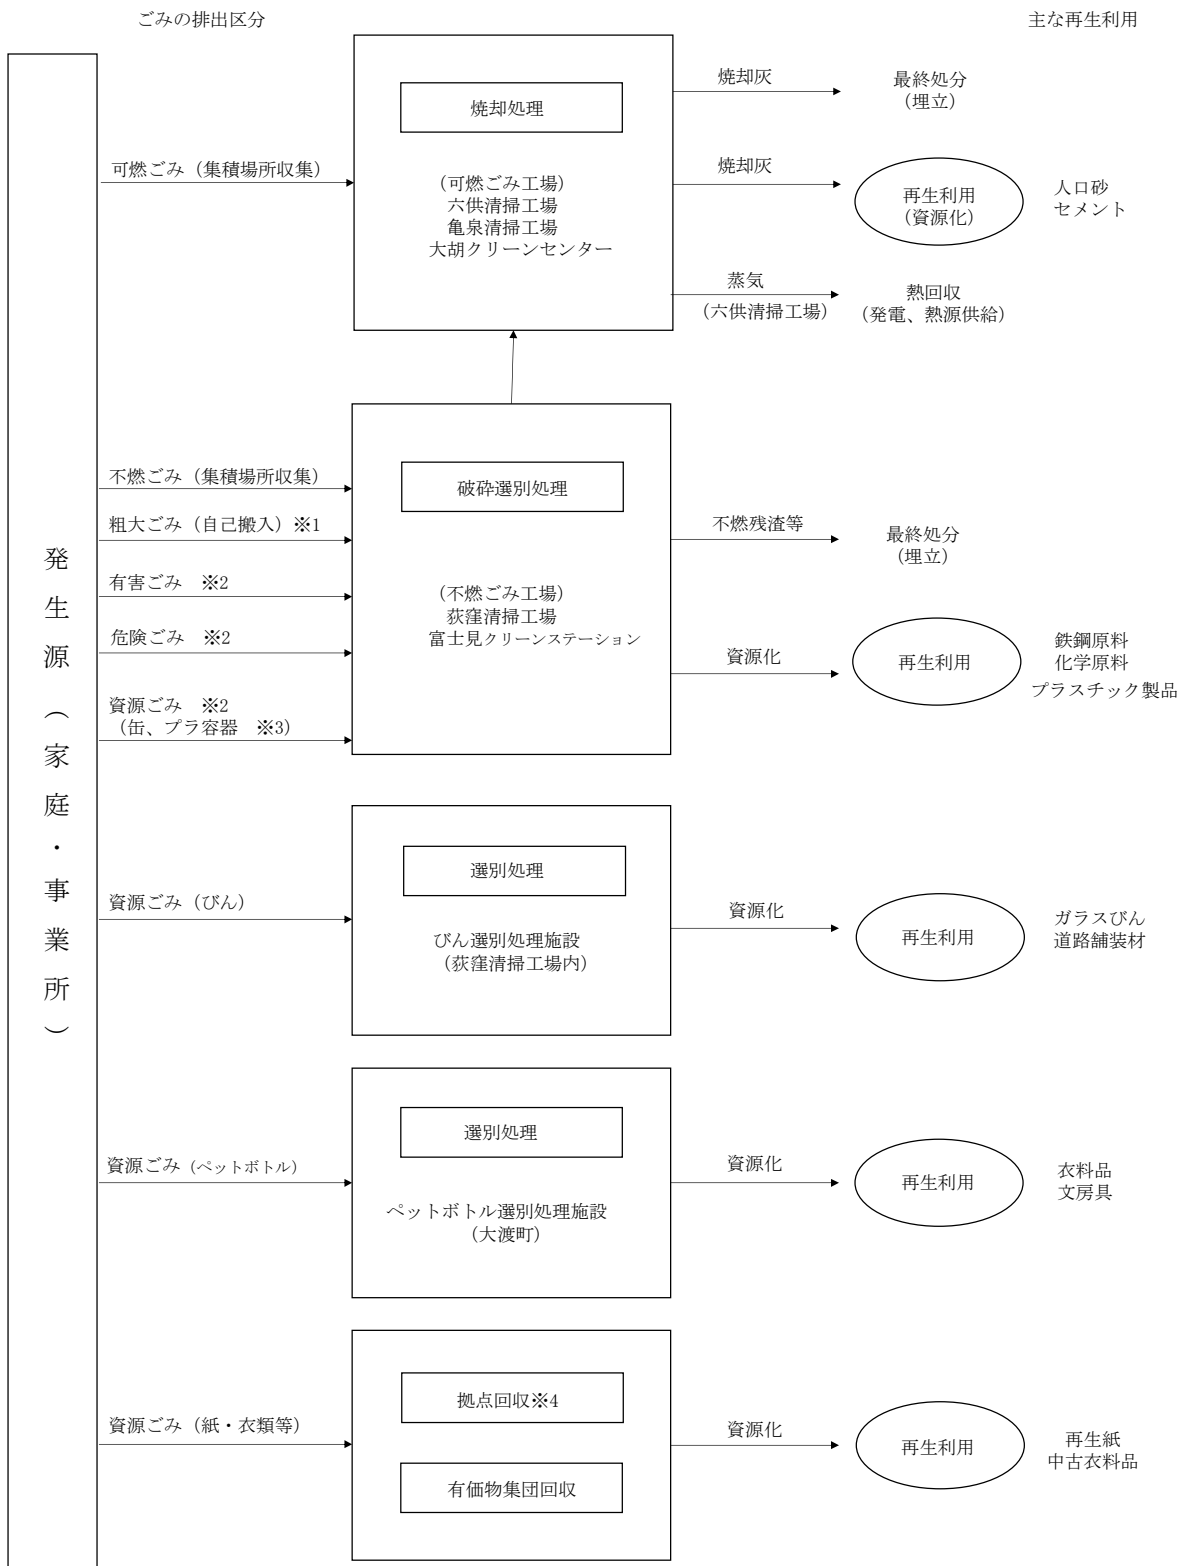 ごみの排出区分
主な再生利用
発生源(家庭・事業所)
可燃ごみ(集積場所収集)
焼却処理
(可燃ごみ工場)
六供清掃工場
亀泉清掃工場
大胡クリーンセンター
焼却灰
最終処分
(埋立)
焼却灰
再生利用
(資源化)
人口砂
セメント
蒸気
(六供清掃工場)
熱回収
(発電、熱源供給)
不燃ごみ(集積場所収集)
粗大ごみ(自己搬入)※1
有害ごみ ※2
危険ごみ ※2
資源ごみ ※2
(缶、プラ容器 ※3)
破砕選別処理
(不燃ごみ工場)
荻窪清掃工場
富士見クリーンステーション
不燃残渣等
最終処分
(埋立)
資源化
再生利用
鉄鋼原料
化学原料
プラスチック製品
資源ごみ(びん)
選別処理
びん選別処理施設
(荻窪清掃工場内)
資源化
再生利用
ガラスびん
道路舗装材
資源ごみ(ペットボトル)
選別処理
ペットボトル選別処理施設
(大渡町)
資源化
再生利用
衣料品
文房具
資源ごみ(紙・衣類等)
拠点回収※4
有価物集団回収
資源化
再生利用
再生紙
中古衣料品